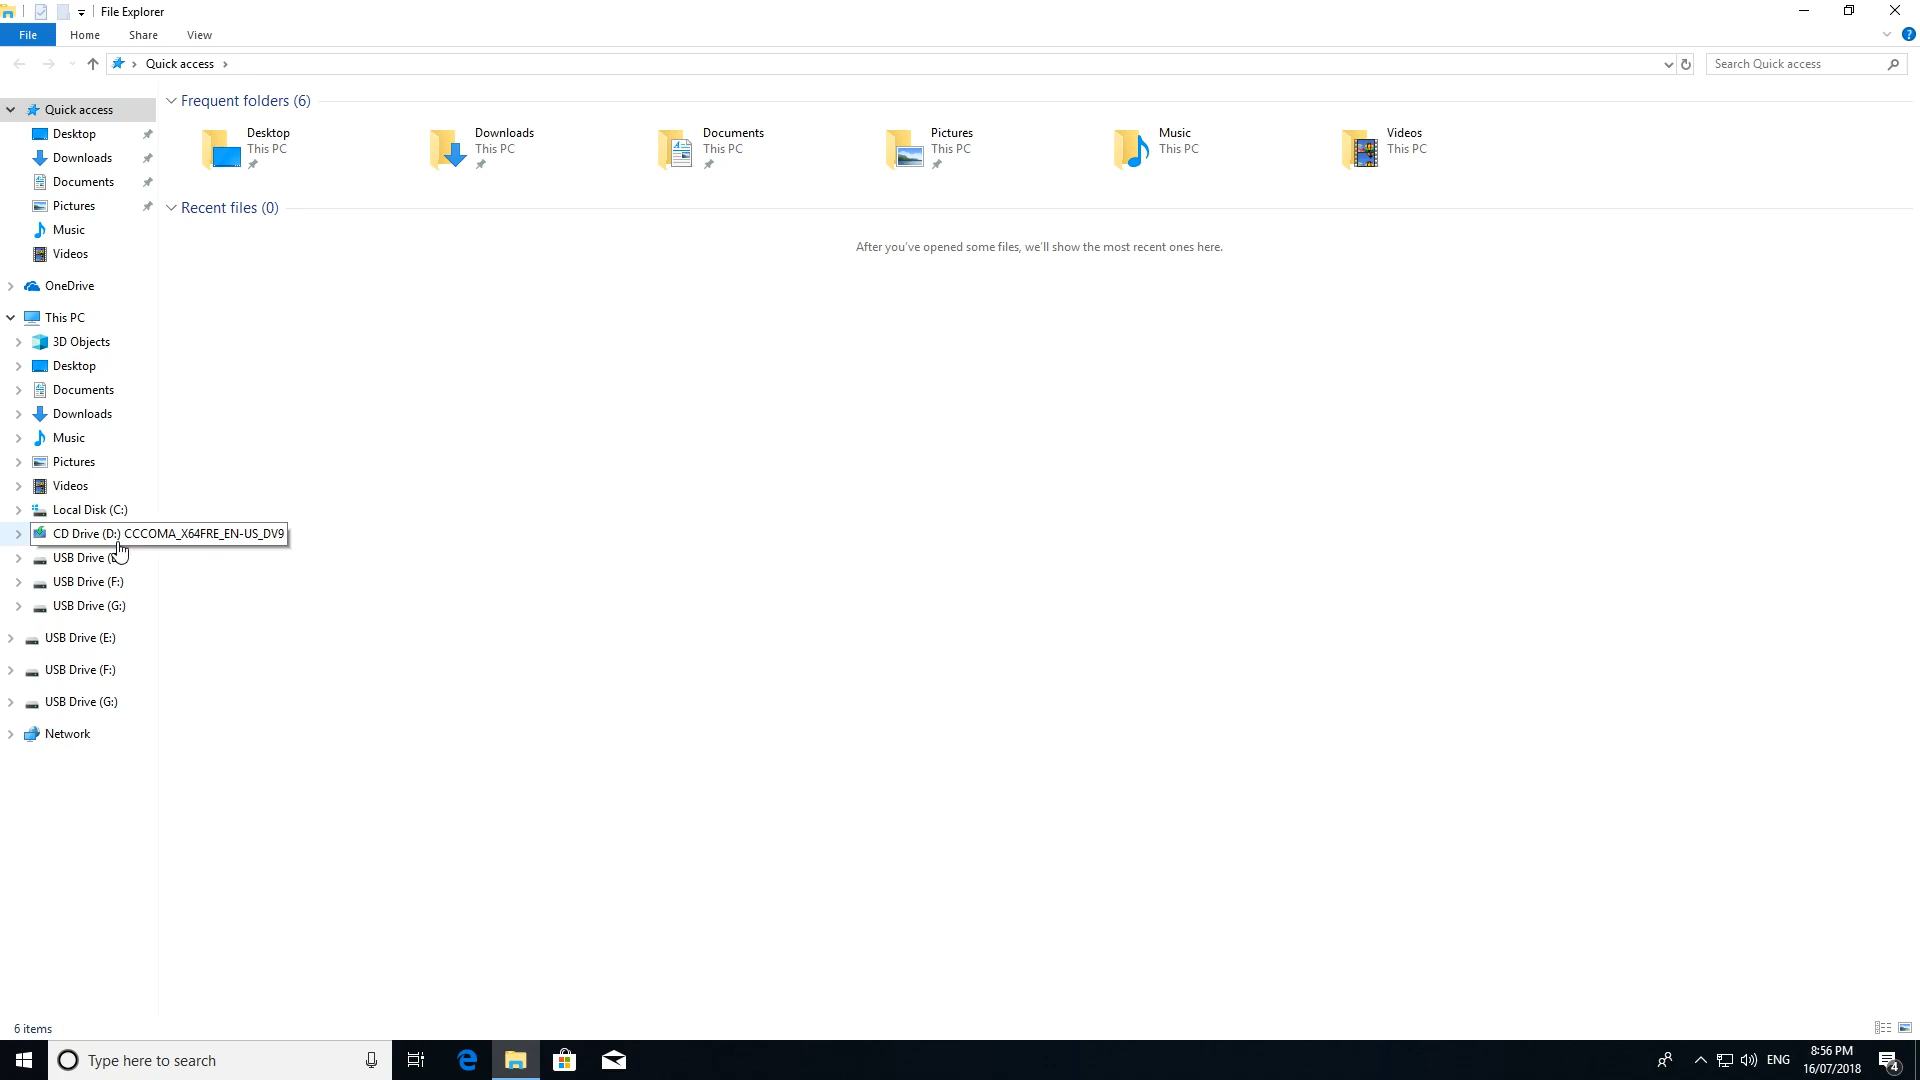 File Explorer
File Home Share View
Quick access
Search Quick access
Quick access
Desktop
Downloads
Documents
Pictures
Music
Videos
OneDrive
This PC
3D Objects
Desktop
Documents
Downloads
Music
Pictures
Videos
Local Disk (C:)
CD Drive (D:) CCCOMA_X64FRE_EN-US_DV9
USB Drive
USB Drive (F:)
USB Drive (G:)
USB Drive (E:)
USB Drive (F:)
USB Drive (G:)
Network
Frequent folders (6)
Desktop
This PC
Downloads
This PC
Documents
This PC
Pictures
This PC
Music
This PC
Videos
This PC
Recent files (0)
After you've opened some files, we'll show the most recent ones here.
6 items
Type here to search
ENG
8:56 PM
16/07/2018
4